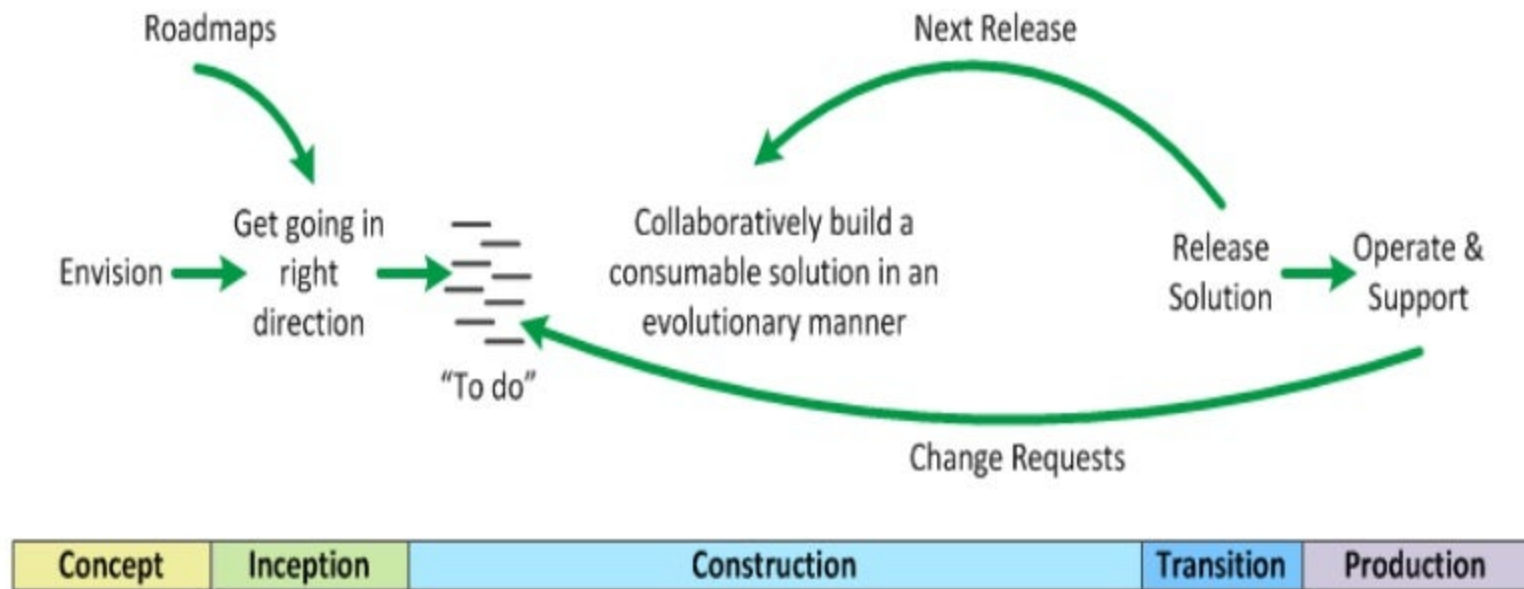 Roadmaps
Next Release
Envision
Get going in
right
direction
“To do”
Collaboratively build a
consumable solution in an
evolutionary manner
Release
Solution
Operate &
Support
Change Requests
Concept
Inception
Construction
Transition
Production